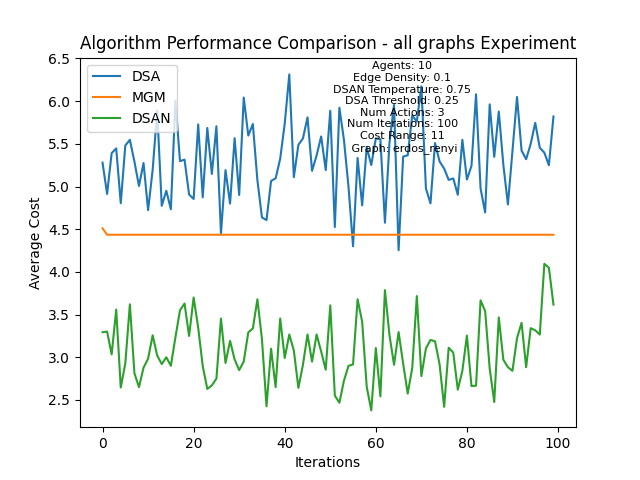 Algorithm Performance Comparison - all graphs Experiment
DSA
MGM
DSAN
Agents: 10
Edge Density: 0.1
DSAN Temperature: 0.75
DSA Threshold: 0.25
Num Actions: 3
Num Iterations: 100
Cost Range: 11
Graph: erdos_renyi
6.5
6.0
5.5
5.0
4.5
4.0
3.5
3.0
2.5
Average Cost
0
20
40
60
80
100
Iterations